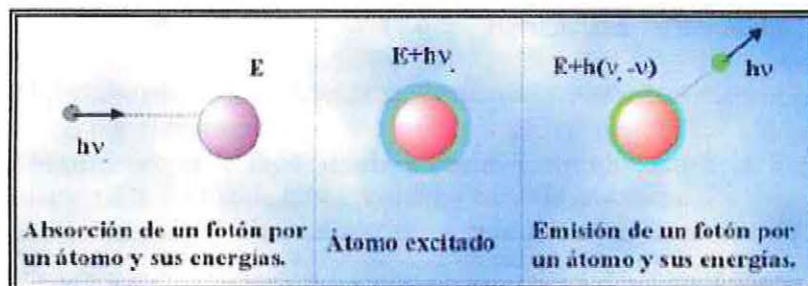 E
hν
Absorción de un fotón por
un átomo y sus energías.
E+hν
Átomo excitado
E+h(ν-ν)
hν
Emisión de un fotón por
un átomo y sus energías.